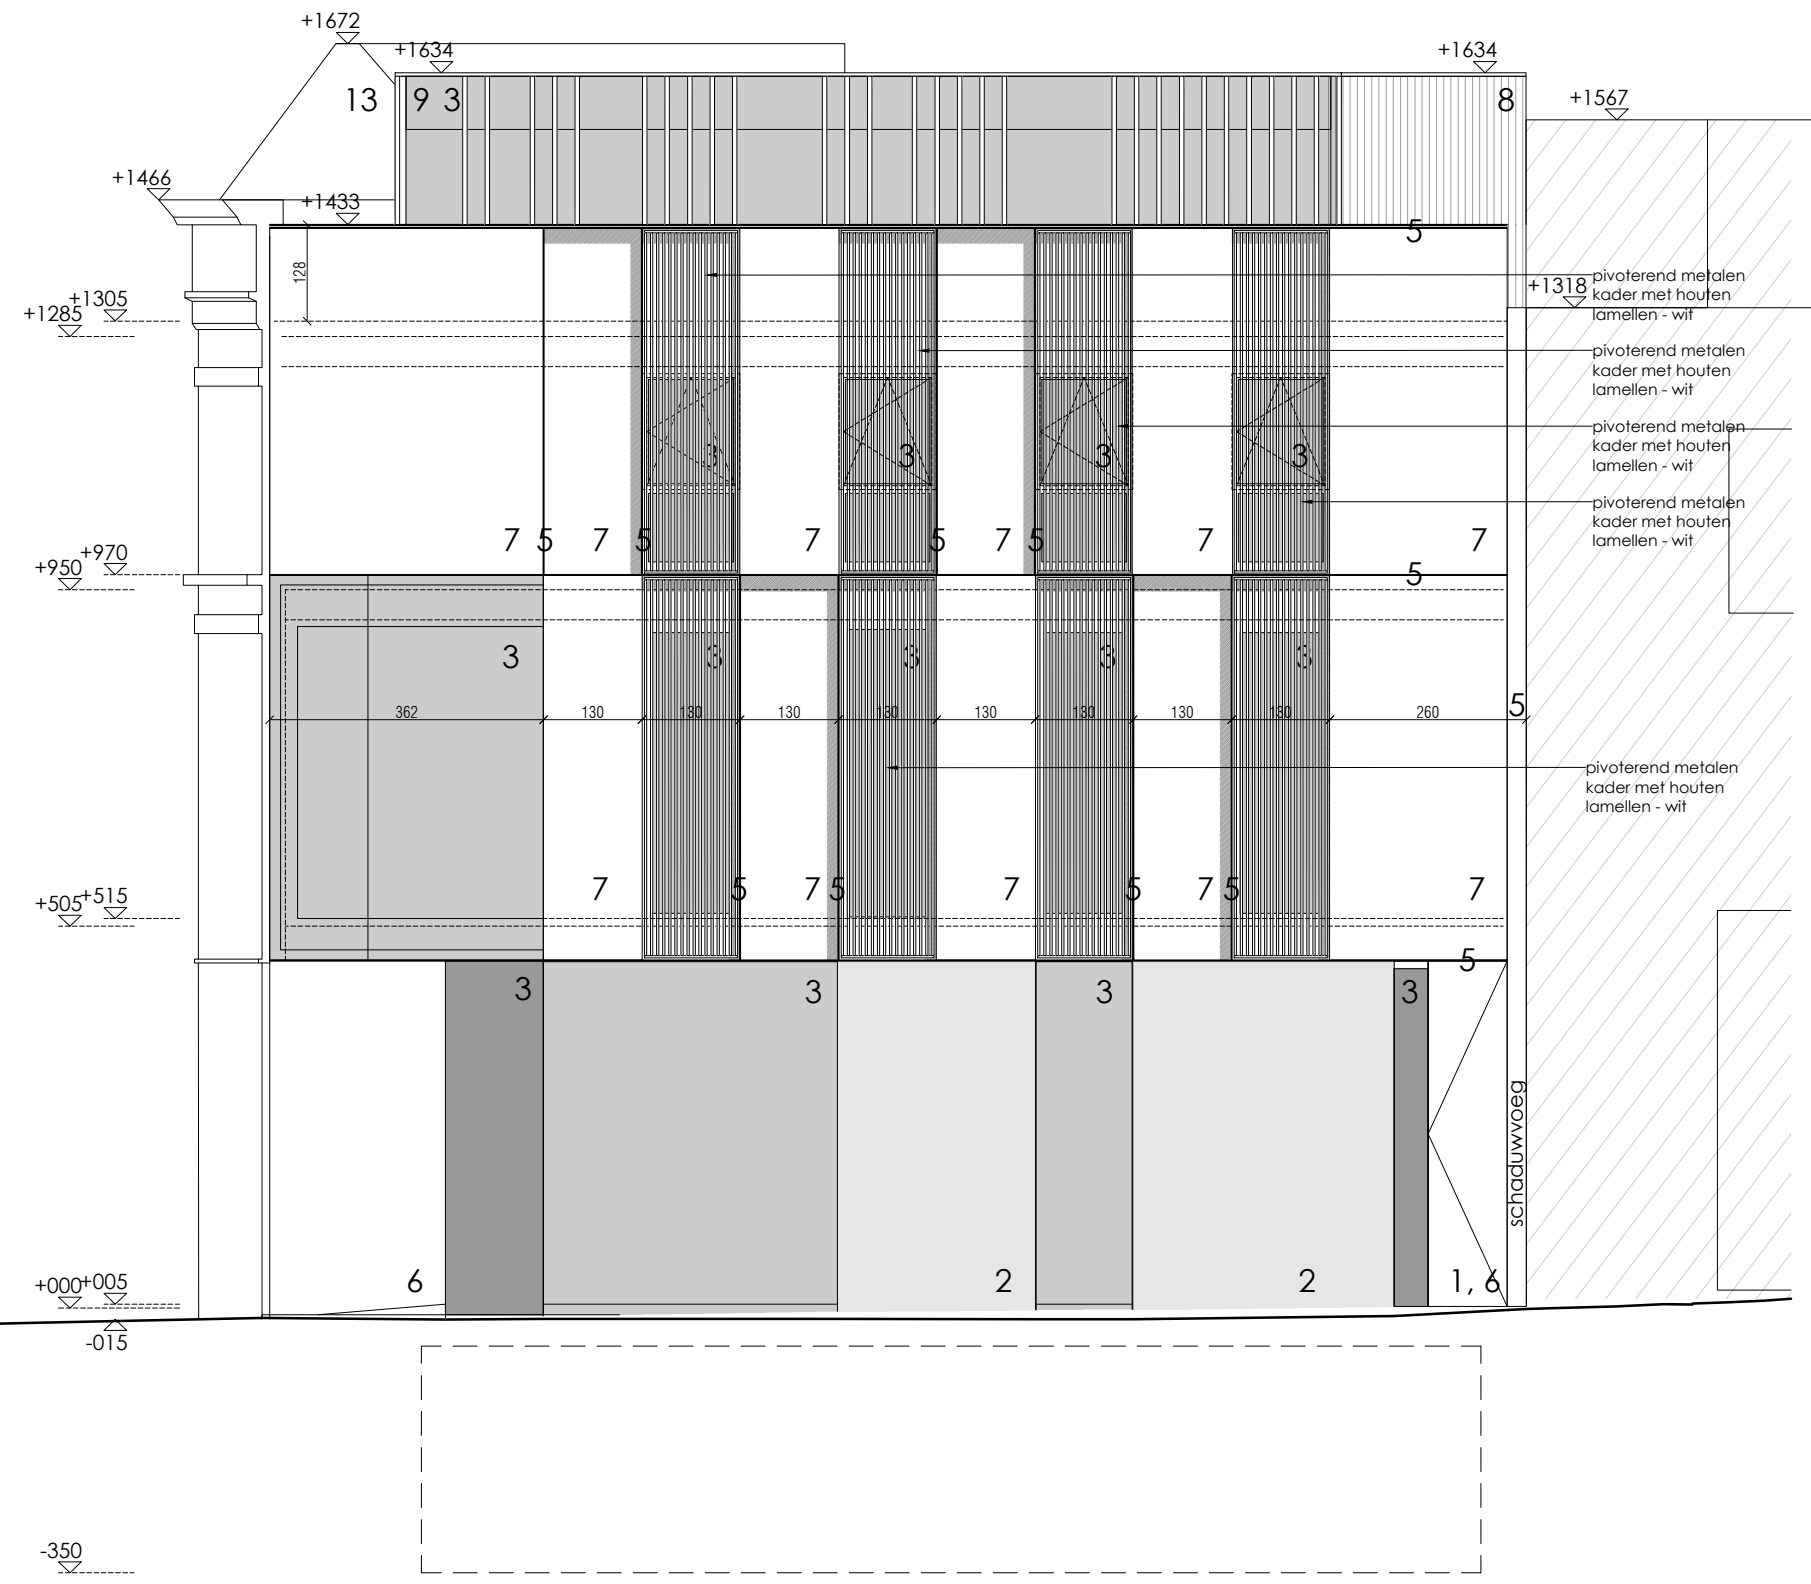 +1672
+1634
+1634
13
9 3
8
+1567
+1466
+1433
5
128
pivoterend metalen
kader met houten
lamellen - wit
+1318
+1305
+1285
pivoterend metalen
kader met houten
lamellen - wit
pivoterend metalen
kader met houten
lamellen - wit
3 3 3 3
pivoterend metalen
kader met houten
lamellen - wit
7 5 7 5 7 5 7 5 7 7
+970
+950
5
3 3 3 3 3
362 130 130 130 130 130 130 130 130 260
5
pivoterend metalen
kader met houten
lamellen - wit
7 5 7 5 7 5 7 5 7
+515
+505
5
3 3 3 3
schaduwvoeg
6 2 2 1, 6
+005
+000
-015
-350